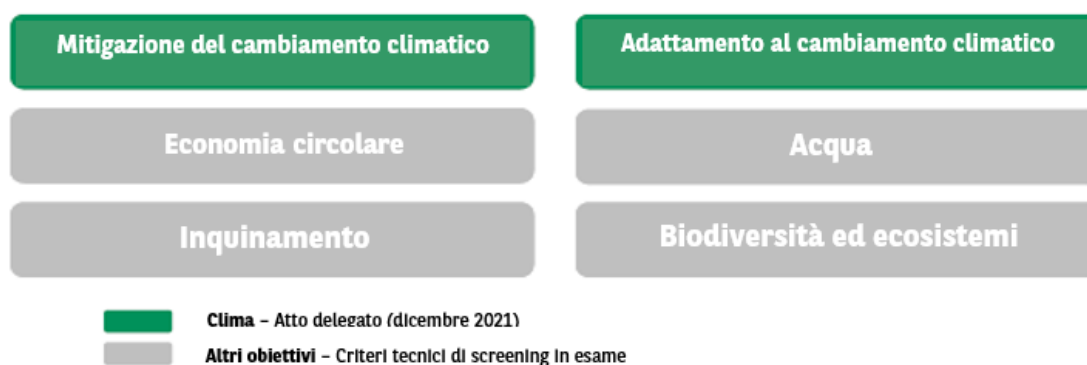 Mitigazione del cambiamento climatico
Adattamento al cambiamento climatico
Economia circolare
Acqua
Inquinamento
Biodiversità ed ecosistemi
Clima – Atto delegato (dicembre 2021)
Altri obiettivi – Criteri tecnici di screening in esame